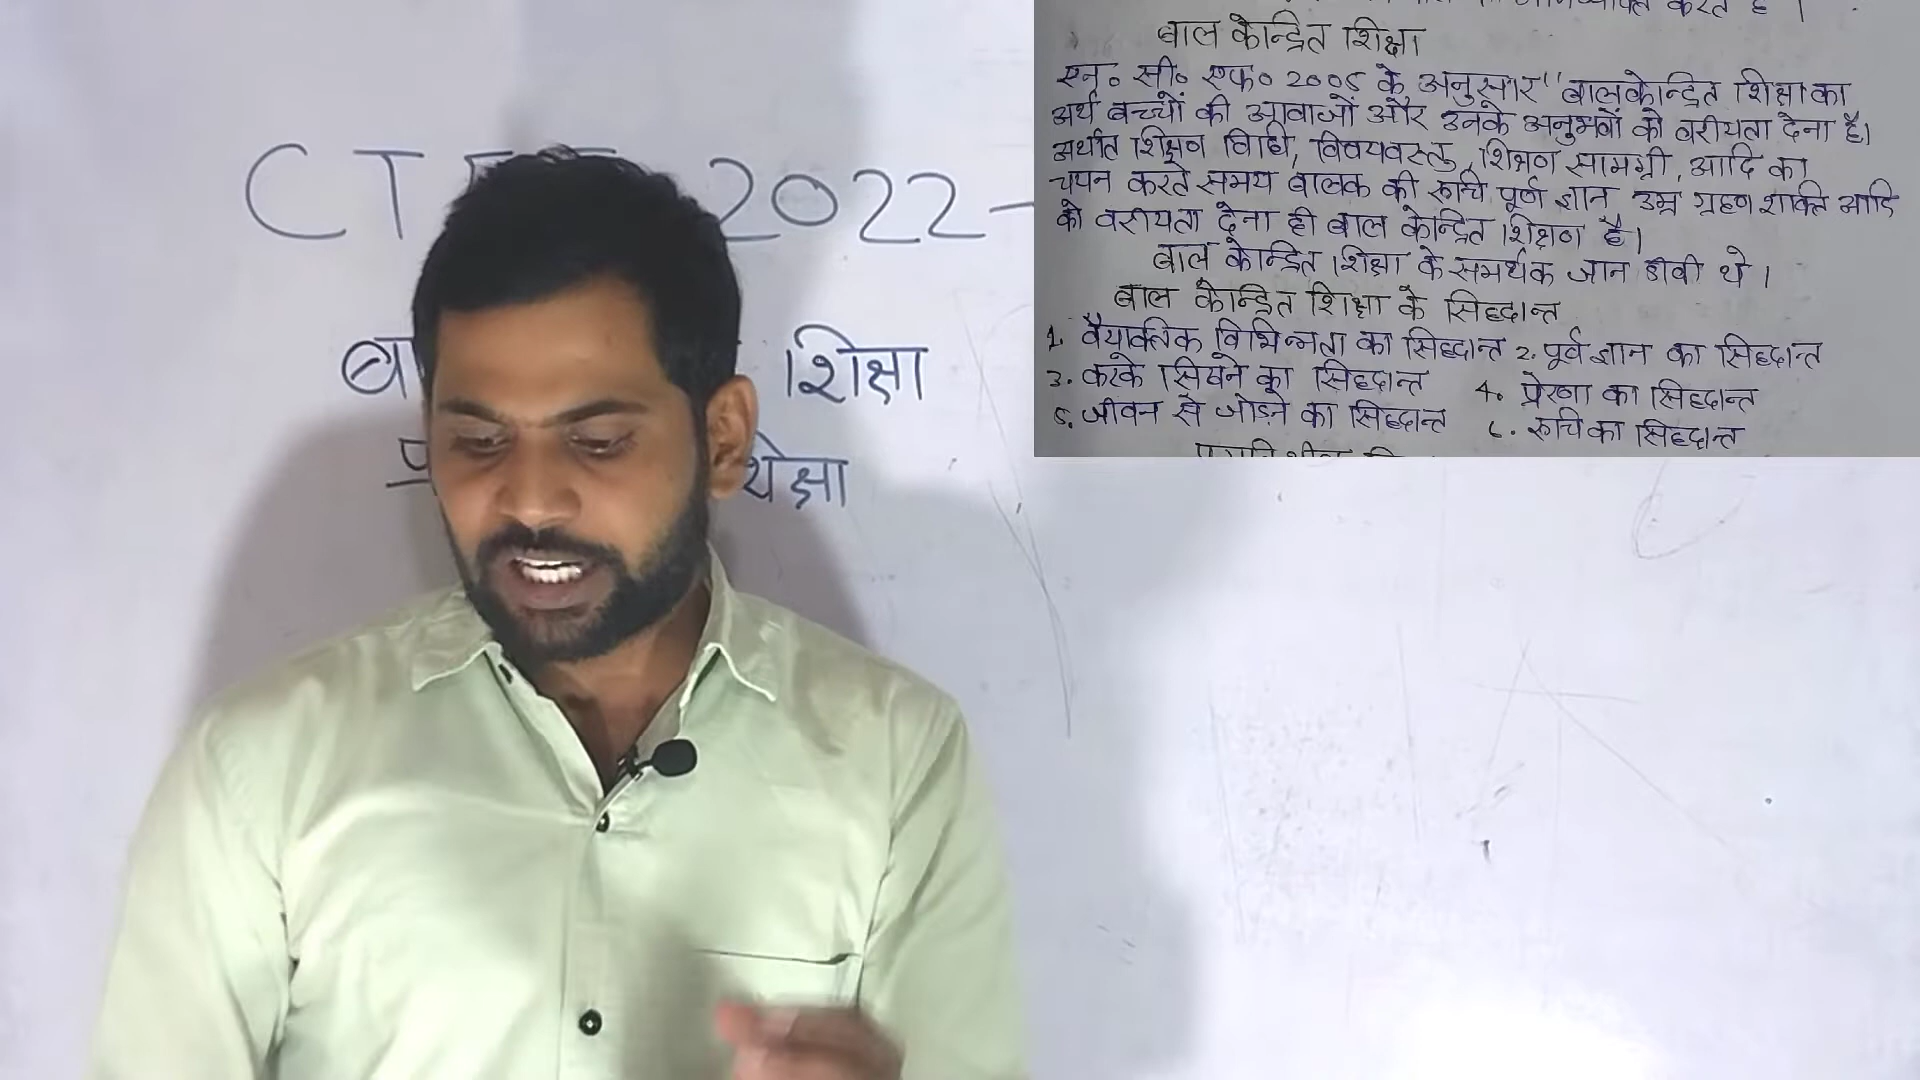 CT 2022-
बा शिक्षा
प्र शिक्षा
करते है ।
बाल केन्द्रित शिक्षा
एन० सी० एफ० 2005 के अनुसार "बालकेन्द्रित शिक्षा का
अर्थ बच्चों की आवाजों और उनके अनुभवों को वरीयता देना है।
अर्थात शिक्षण विधि, विषयवस्तु, शिक्षण सामग्री, आदि का
चयन करते समय बालक की रूचि पूर्ण ज्ञान उम्र ग्रहण शक्ति आदि
को वरीयता देना ही बाल केन्द्रित शिक्षण है।
बाल केन्द्रित शिक्षा के समर्थक जान डीवी थे ।
बाल केन्द्रित शिक्षा के सिद्धान्त
1. वैयाक्तिक विभिन्नता का सिद्धान्त 2. पूर्व ज्ञान का सिद्धान्त
3. करके सिखने का सिद्धान्त 4. प्रेरणा का सिद्धान्त
5. जीवन से जोड़ने का सिद्धान्त 6. रूचि का सिद्धान्त